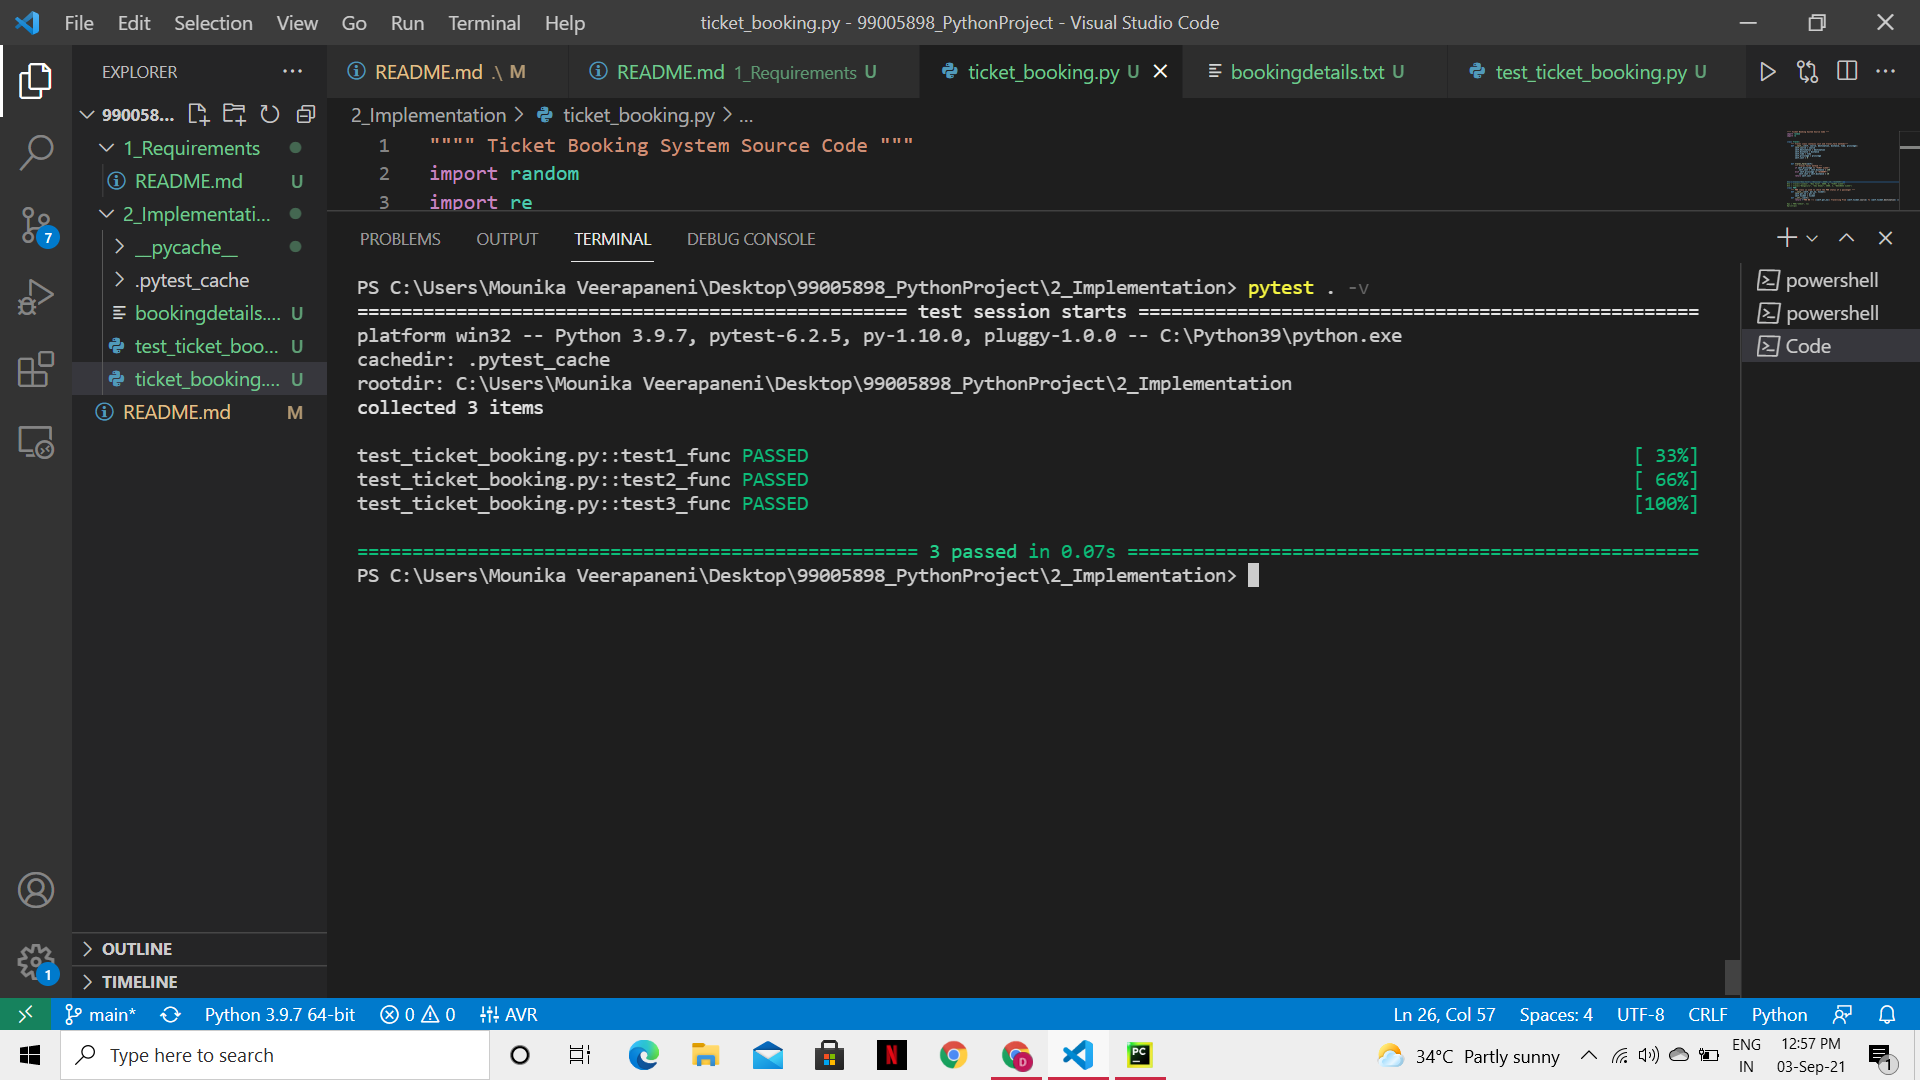 File Edit Selection View Go Run Terminal Help
ticket_booking.py - 99005898_PythonProject - Visual Studio Code
EXPLORER
README.md .\ M
README.md 1_Requirements U
ticket_booking.py U
bookingdetails.txt U
test_ticket_booking.py U
990058...
1_Requirements
README.md U
2_Implementati...
__pycache__
.pytest_cache
bookingdetails.... U
test_ticket_boo... U
ticket_booking.... U
README.md M
2_Implementation > ticket_booking.py > ...
1 """" Ticket Booking System Source Code """
2 import random
3 import re
PROBLEMS OUTPUT TERMINAL DEBUG CONSOLE
powershell
powershell
Code
PS C:\Users\Mounika Veerapaneni\Desktop\99005898_PythonProject\2_Implementation> pytest . -v
================================================== test session starts ===================================================
platform win32 -- Python 3.9.7, pytest-6.2.5, py-1.10.0, pluggy-1.0.0 -- C:\Python39\python.exe
cachedir: .pytest_cache
rootdir: C:\Users\Mounika Veerapaneni\Desktop\99005898_PythonProject\2_Implementation
collected 3 items
test_ticket_booking.py::test1_func PASSED [ 33%]
test_ticket_booking.py::test2_func PASSED [ 66%]
test_ticket_booking.py::test3_func PASSED [100%]
=================================================== 3 passed in 0.07s ====================================================
PS C:\Users\Mounika Veerapaneni\Desktop\99005898_PythonProject\2_Implementation>
7
1
OUTLINE
TIMELINE
main* Python 3.9.7 64-bit 0 0 AVR
Ln 26, Col 57 Spaces: 4 UTF-8 CRLF Python
Type here to search
D
N
PC
34°C Partly sunny
ENG
IN
12:57 PM
03-Sep-21
1